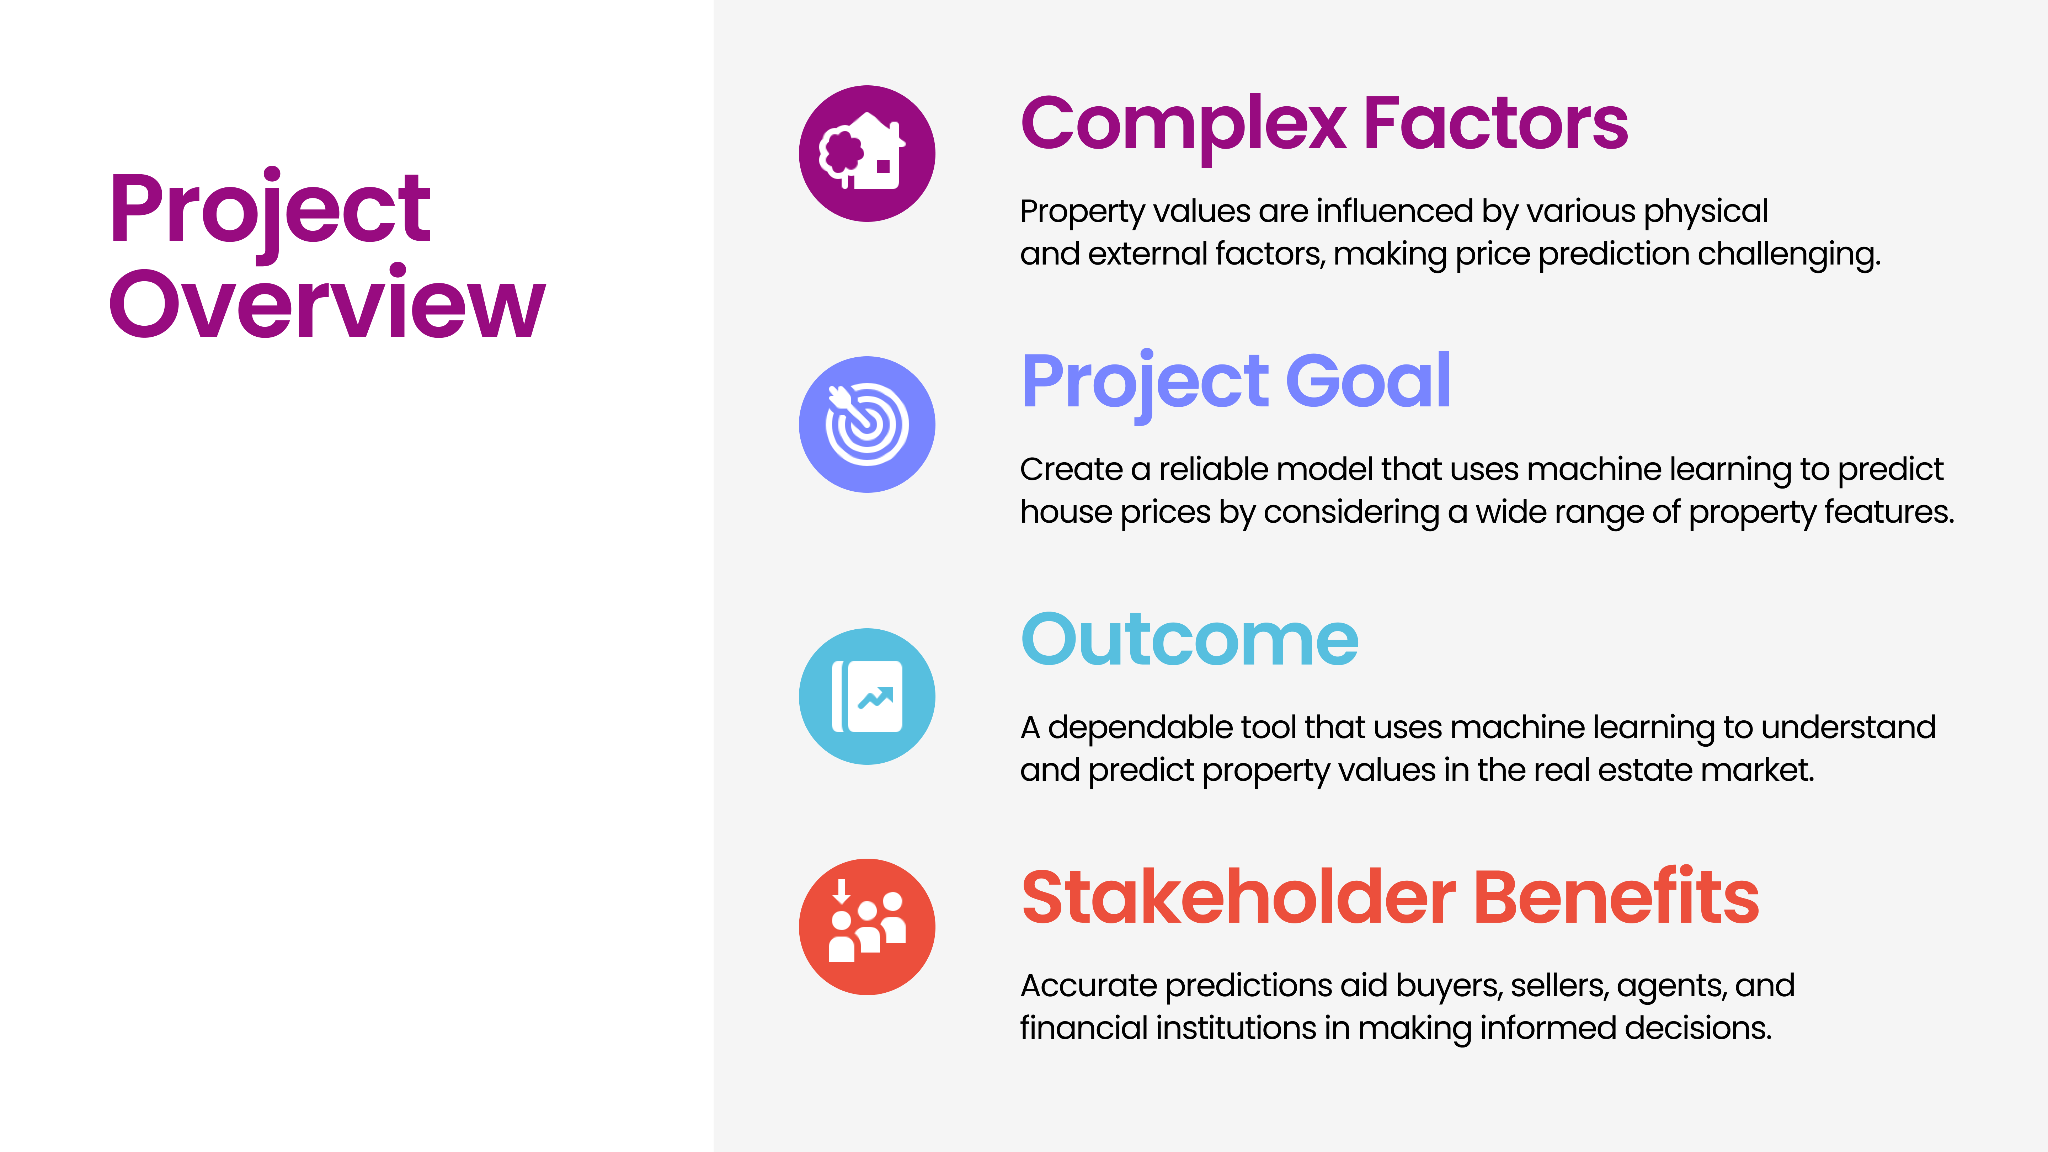 Project
Overview
Complex Factors
Property values are influenced by various physical
and external factors, making price prediction challenging.
Project Goal
Create a reliable model that uses machine learning to predict
house prices by considering a wide range of property features.
Outcome
A dependable tool that uses machine learning to understand
and predict property values in the real estate market.
Stakeholder Benefits
Accurate predictions aid buyers, sellers, agents, and
financial institutions in making informed decisions.